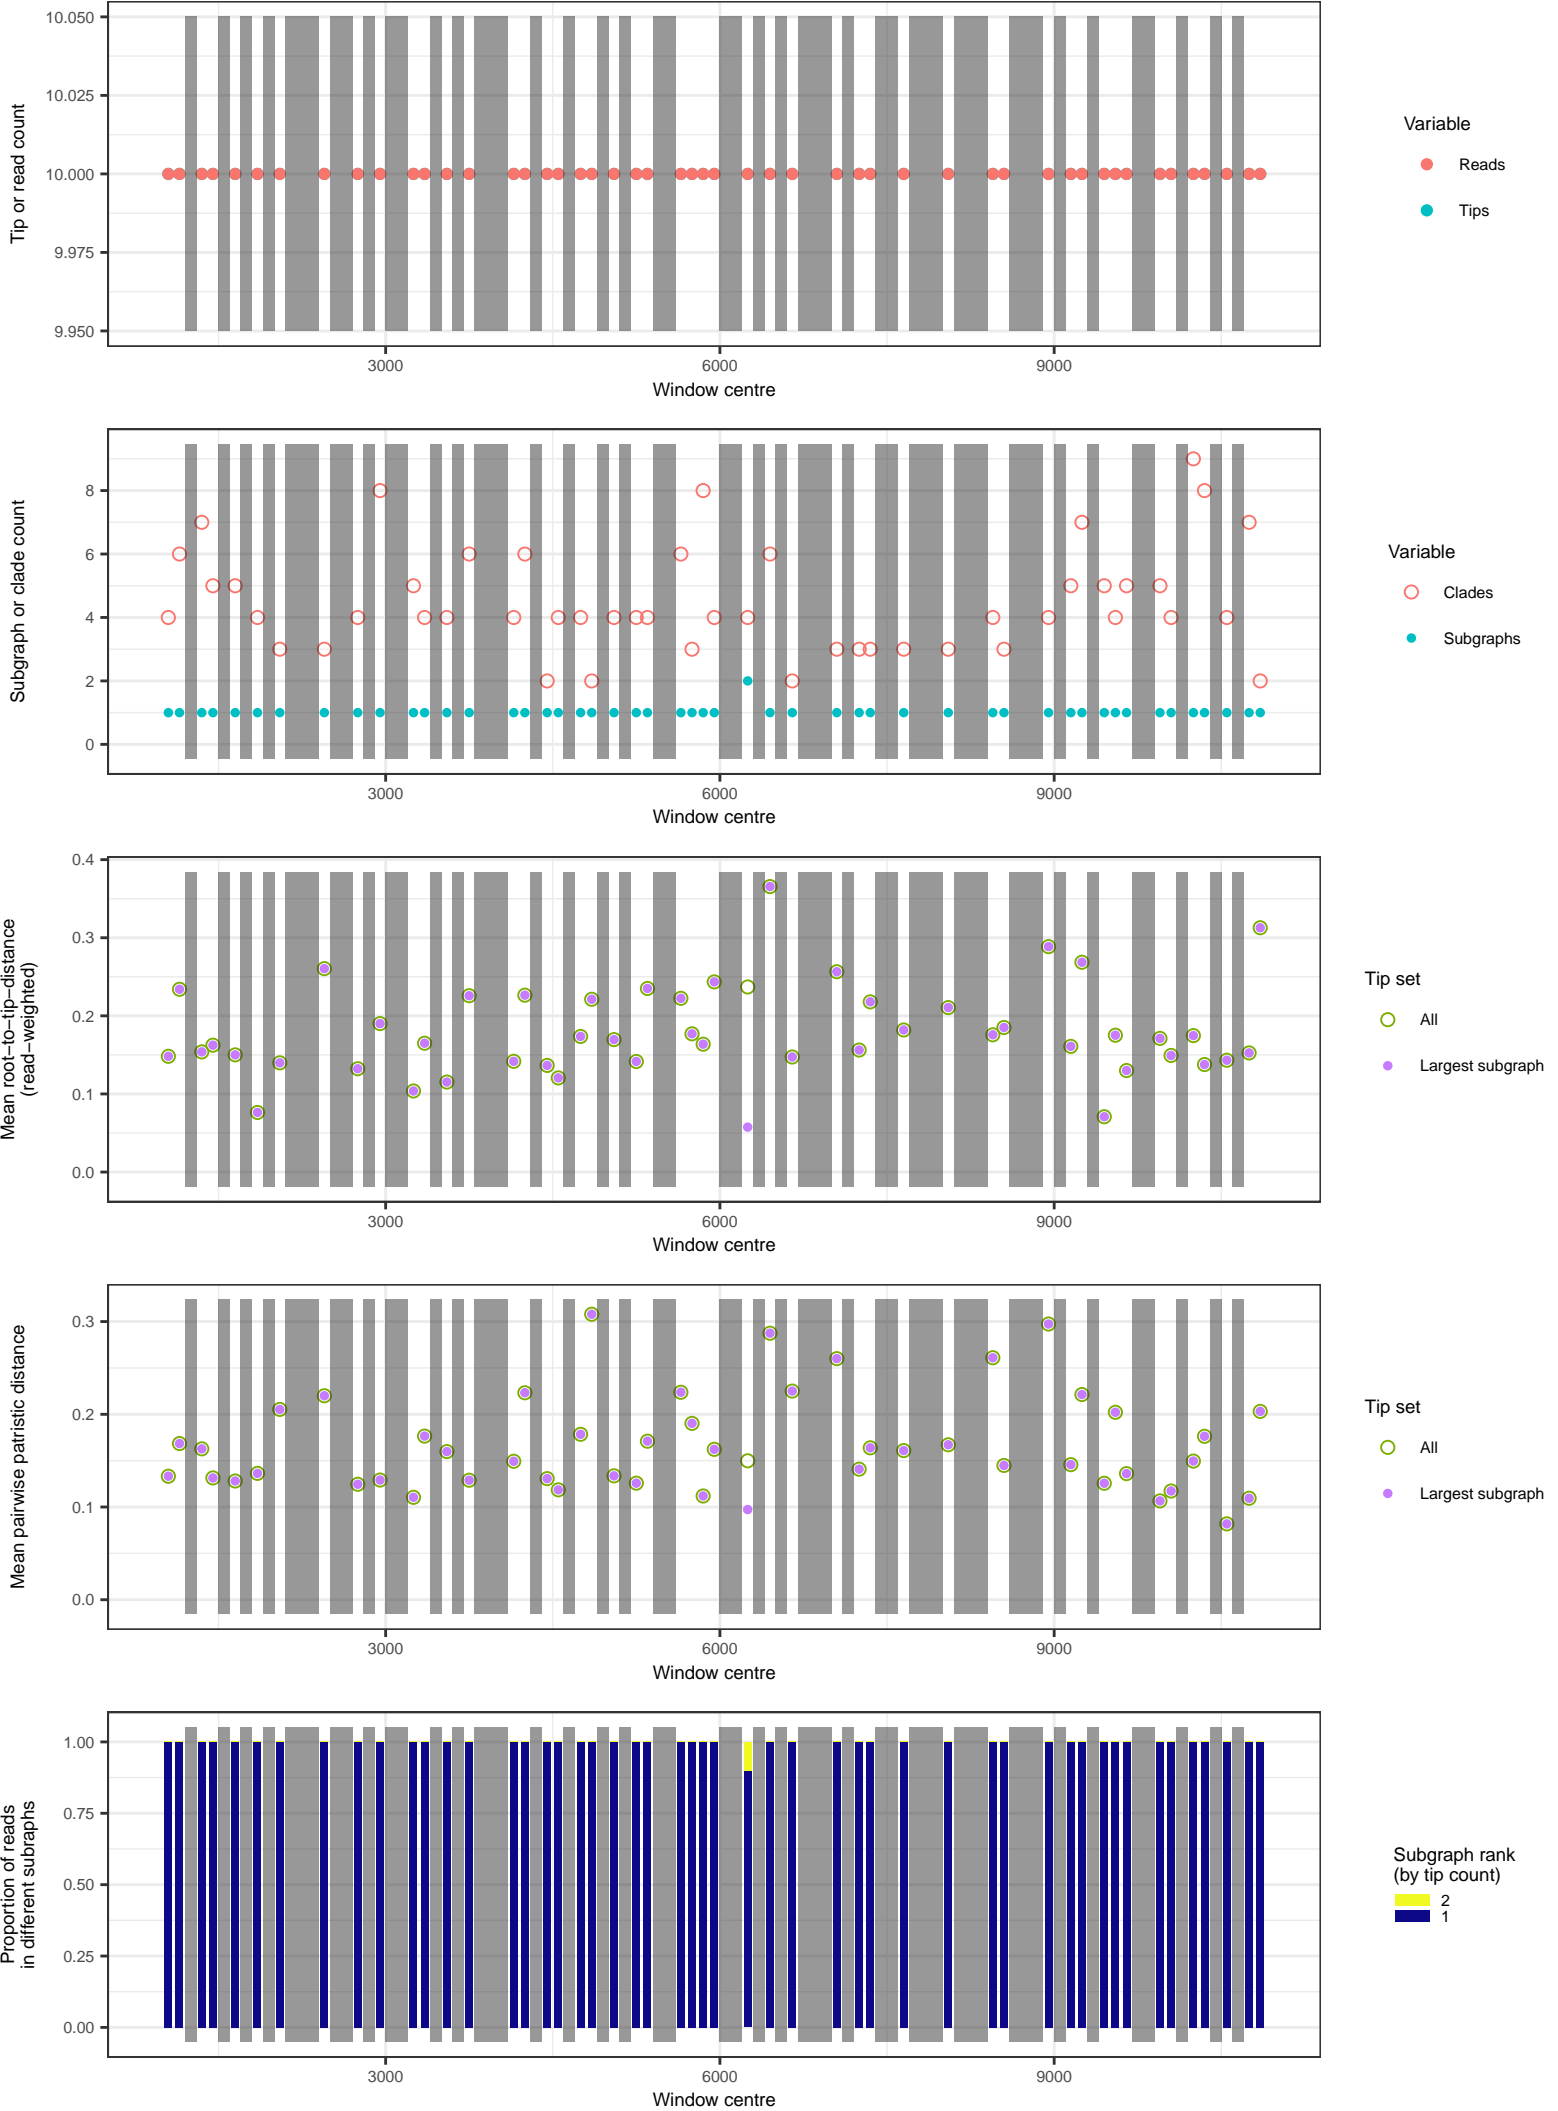 10.050
10.025
10.000
9.975
9.950
Tip or read count
3000
6000
9000
Window centre
Variable
Reads
Tips
8
6
4
2
0
Subgraph or clade count
3000
6000
9000
Window centre
Variable
Clades
Subgraphs
0.4
0.3
0.2
0.1
0.0
Mean root−to−tip−distance
(read−weighted)
3000
6000
9000
Window centre
Tip set
All
Largest subgraph
0.3
0.2
0.1
0.0
Mean pairwise patristic distance
3000
6000
9000
Window centre
Tip set
All
Largest subgraph
1.00
0.75
0.50
0.25
0.00
Proportion of reads
in different subraphs
3000
6000
9000
Window centre
Subgraph rank
(by tip count)
2
1